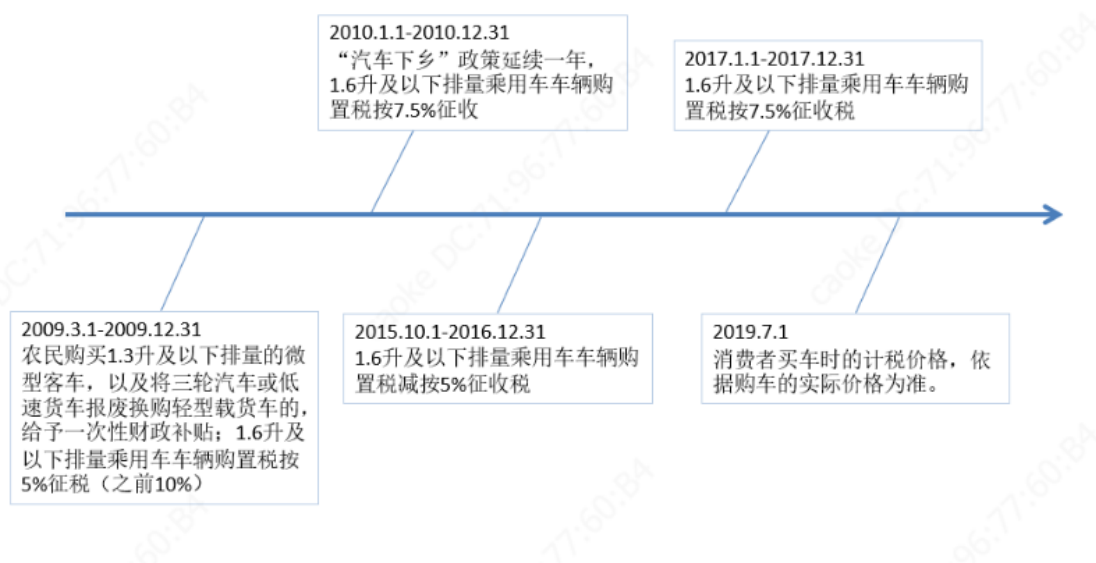 2010.1.1-2010.12.31
“汽车下乡”政策延续一年，
1.6升及以下排量乘用车车辆购
置税按7.5%征收
2017.1.1-2017.12.31
1.6升及以下排量乘用车车辆购
置税按7.5%征收税
2009.3.1-2009.12.31
农民购买1.3升及以下排量的微
型客车，以及将三轮汽车或低
速货车报废换购轻型载货车的，
给予一次性财政补贴；1.6升及
以下排量乘用车车辆购置税按
5%征税（之前10%）
2015.10.1-2016.12.31
1.6升及以下排量乘用车车辆购
置税减按5%征收税
2019.7.1
消费者买车时的计税价格，依
据购车的实际价格为准。
caoke DC:71:96:77:60:B4